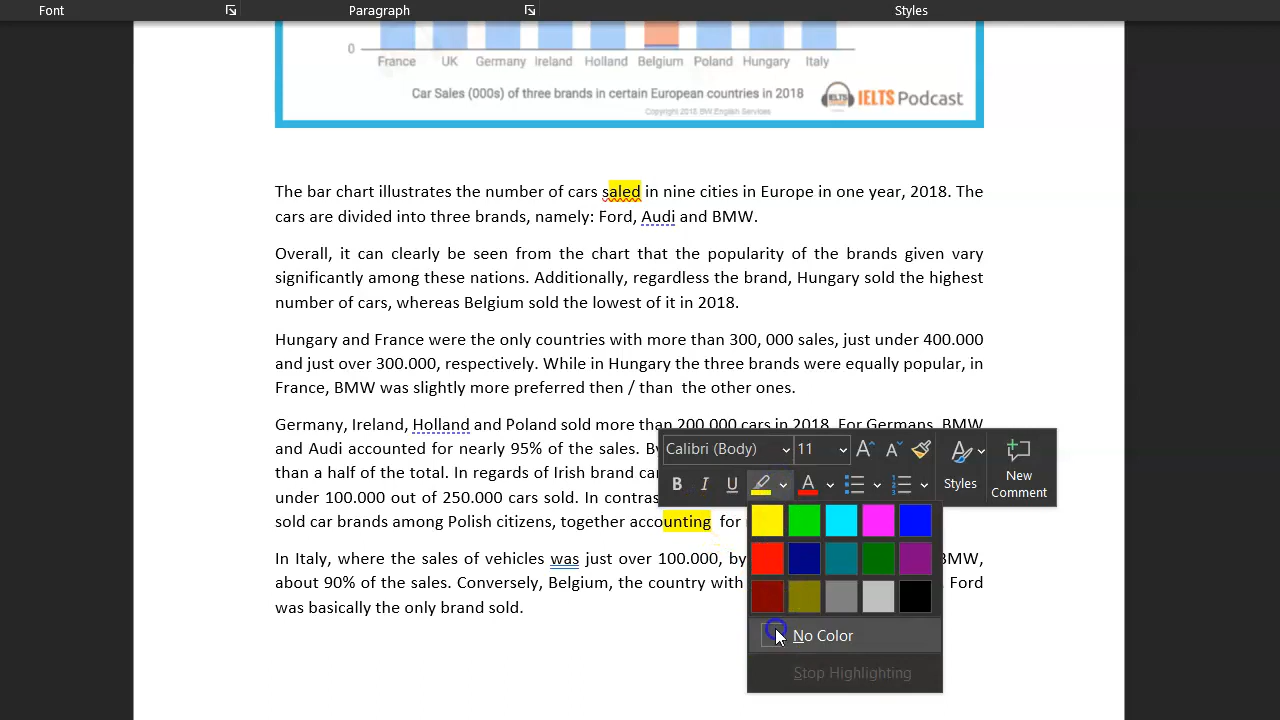 Font
Paragraph
Styles
0
France UK Germany Ireland Holland Belgium Poland Hungary Italy
Car Sales (000s) of three brands in certain European countries in 2018
IELTS IELTS Podcast
Copyright 2018 BW English Services
The bar chart illustrates the number of cars saled in nine cities in Europe in one year, 2018. The
cars are divided into three brands, namely: Ford, Audi and BMW.
Overall, it can clearly be seen from the chart that the popularity of the brands given vary
significantly among these nations. Additionally, regardless the brand, Hungary sold the highest
number of cars, whereas Belgium sold the lowest of it in 2018.
Hungary and France were the only countries with more than 300, 000 sales, just under 400.000
and just over 300.000, respectively. While in Hungary the three brands were equally popular, in
France, BMW was slightly more preferred then / than the other ones.
Germany, Ireland, Holland and Poland sold more than 200.000 cars in 2018. For Germans, BMW
and Audi accounted for nearly 95% of the sales.
than a half of the total. In regards of Irish brand
under 100.000 out of 250.000 cars sold. In
sold car brands among Polish citizens, together accounting for
In Italy, where the sales of vehicles was just over 100.000, by BMW,
about 90% of the sales. Conversely, Belgium, the country with Ford
was basically the only brand sold.
Calibri (Body) 11
B I U A
Styles
New
Comment
No Color
Stop Highlighting